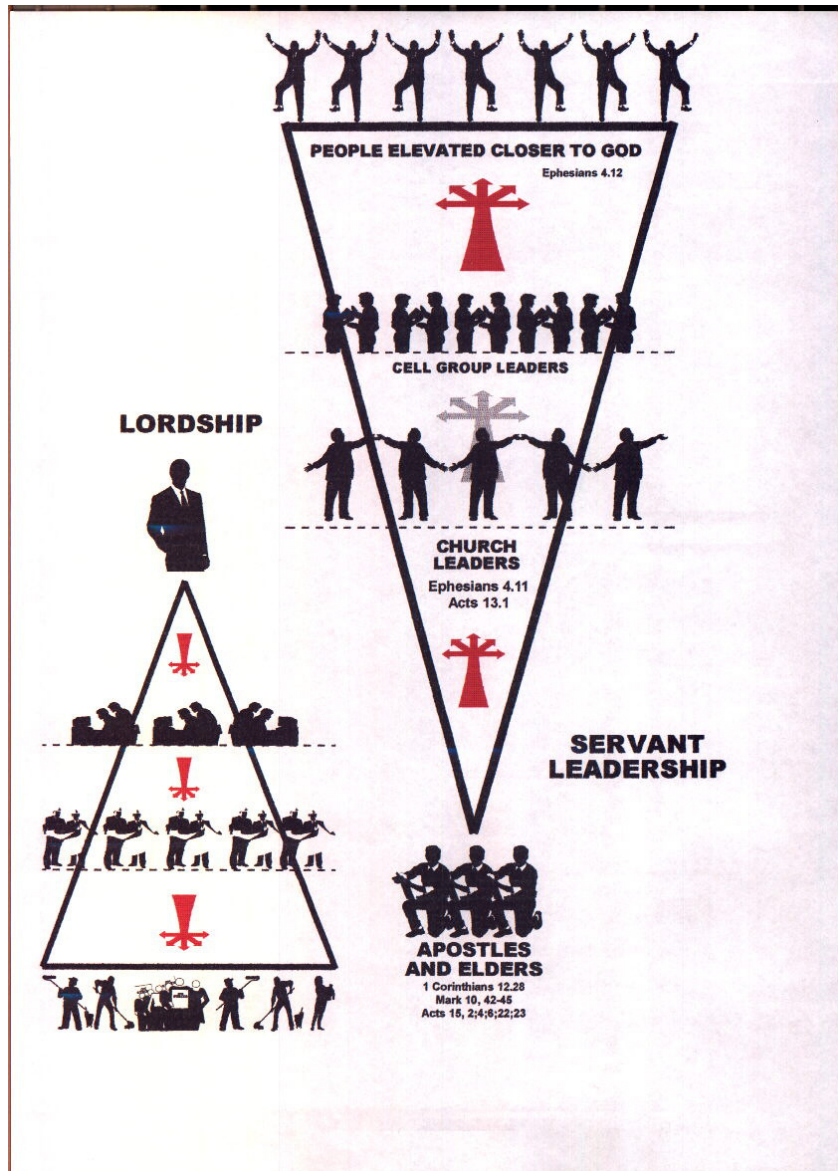 PEOPLE ELEVATED CLOSER TO GOD
Ephesians 4.12
CELL GROUP LEADERS
LORDSHIP
CHURCH
LEADERS
Ephesians 4.11
Acts 13.1
SERVANT
LEADERSHIP
APOSTLES
AND ELDERS
1 Corinthians 12.28
Mark 10, 42-45
Acts 15, 2;4;6;22;23